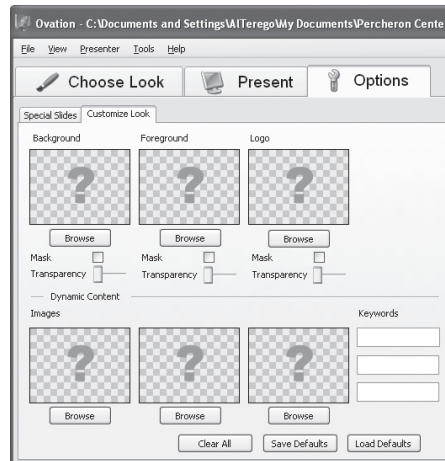 Ovation - C:\Documents and Settings\AlTerego\My Documents\Percheron Cente
File View Presenter Tools Help
Choose Look Present Options
Special Slides Customize Look
Background Foreground Logo
? ? ?
Browse Browse Browse
Mask Mask Mask
Transparency Transparency Transparency
Dynamic Content
Images Keywords
? ? ?
Browse Browse Browse
Clear All Save Defaults Load Defaults